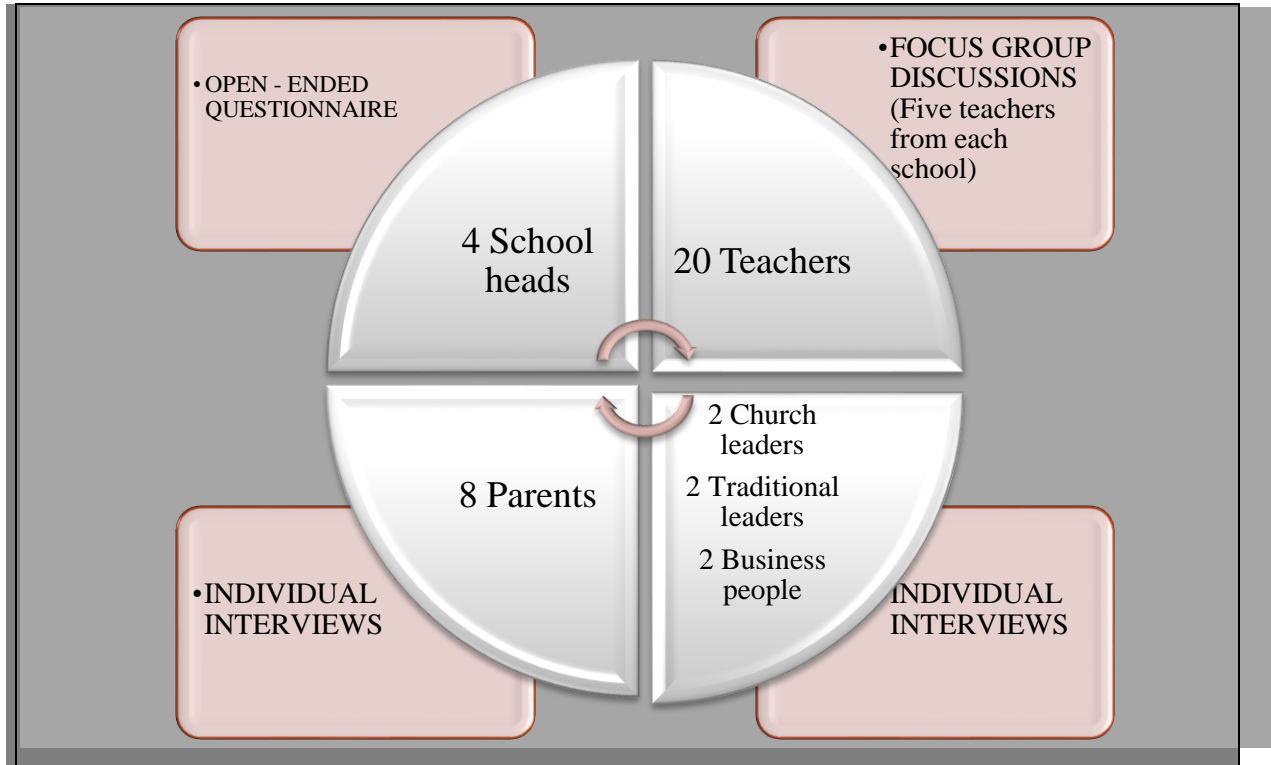 • OPEN - ENDED
QUESTIONNAIRE
•FOCUS GROUP
DISCUSSIONS
(Five teachers
from each
school)
4 School
heads
20 Teachers
8 Parents
2 Church
leaders
2 Traditional
leaders
2 Business
people
•INDIVIDUAL
INTERVIEWS
INDIVIDUAL
INTERVIEWS